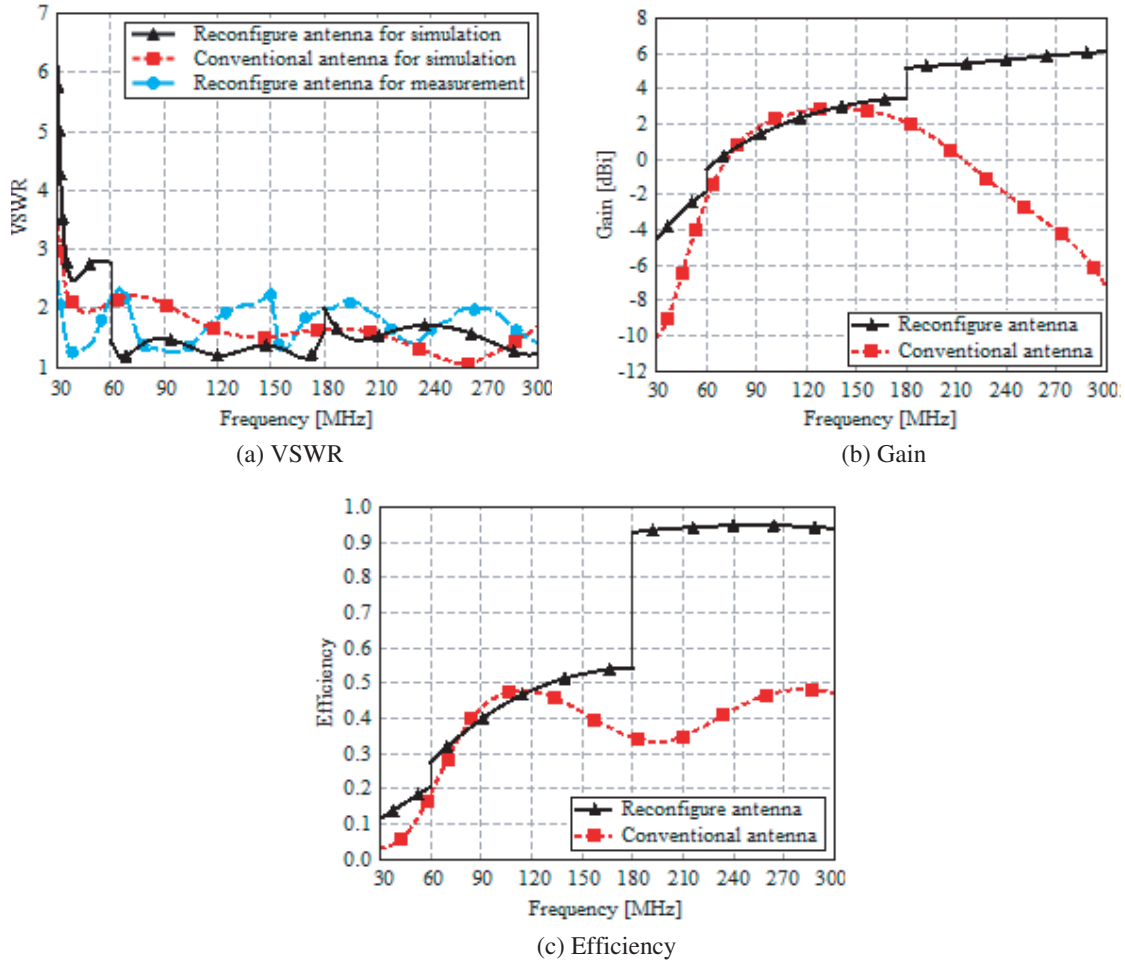 7
6
5
4
3
2
1
VSWR
Reconfigure antenna for simulation
Conventional antenna for simulation
Reconfigure antenna for measurement
30 60 90 120 150 180 210 240 270 300
Frequency [MHz]
(a) VSWR
8
6
4
2
0
-2
-4
-6
-8
-10
-12
Gain [dBi]
Reconfigure antenna
Conventional antenna
30 60 90 120 150 180 210 240 270 300
Frequency [MHz]
(b) Gain
1.0
0.9
0.8
0.7
0.6
0.5
0.4
0.3
0.2
0.1
0.0
Efficiency
Reconfigure antenna
Conventional antenna
30 60 90 120 150 180 210 240 270 300
Frequency [MHz]
(c) Efficiency